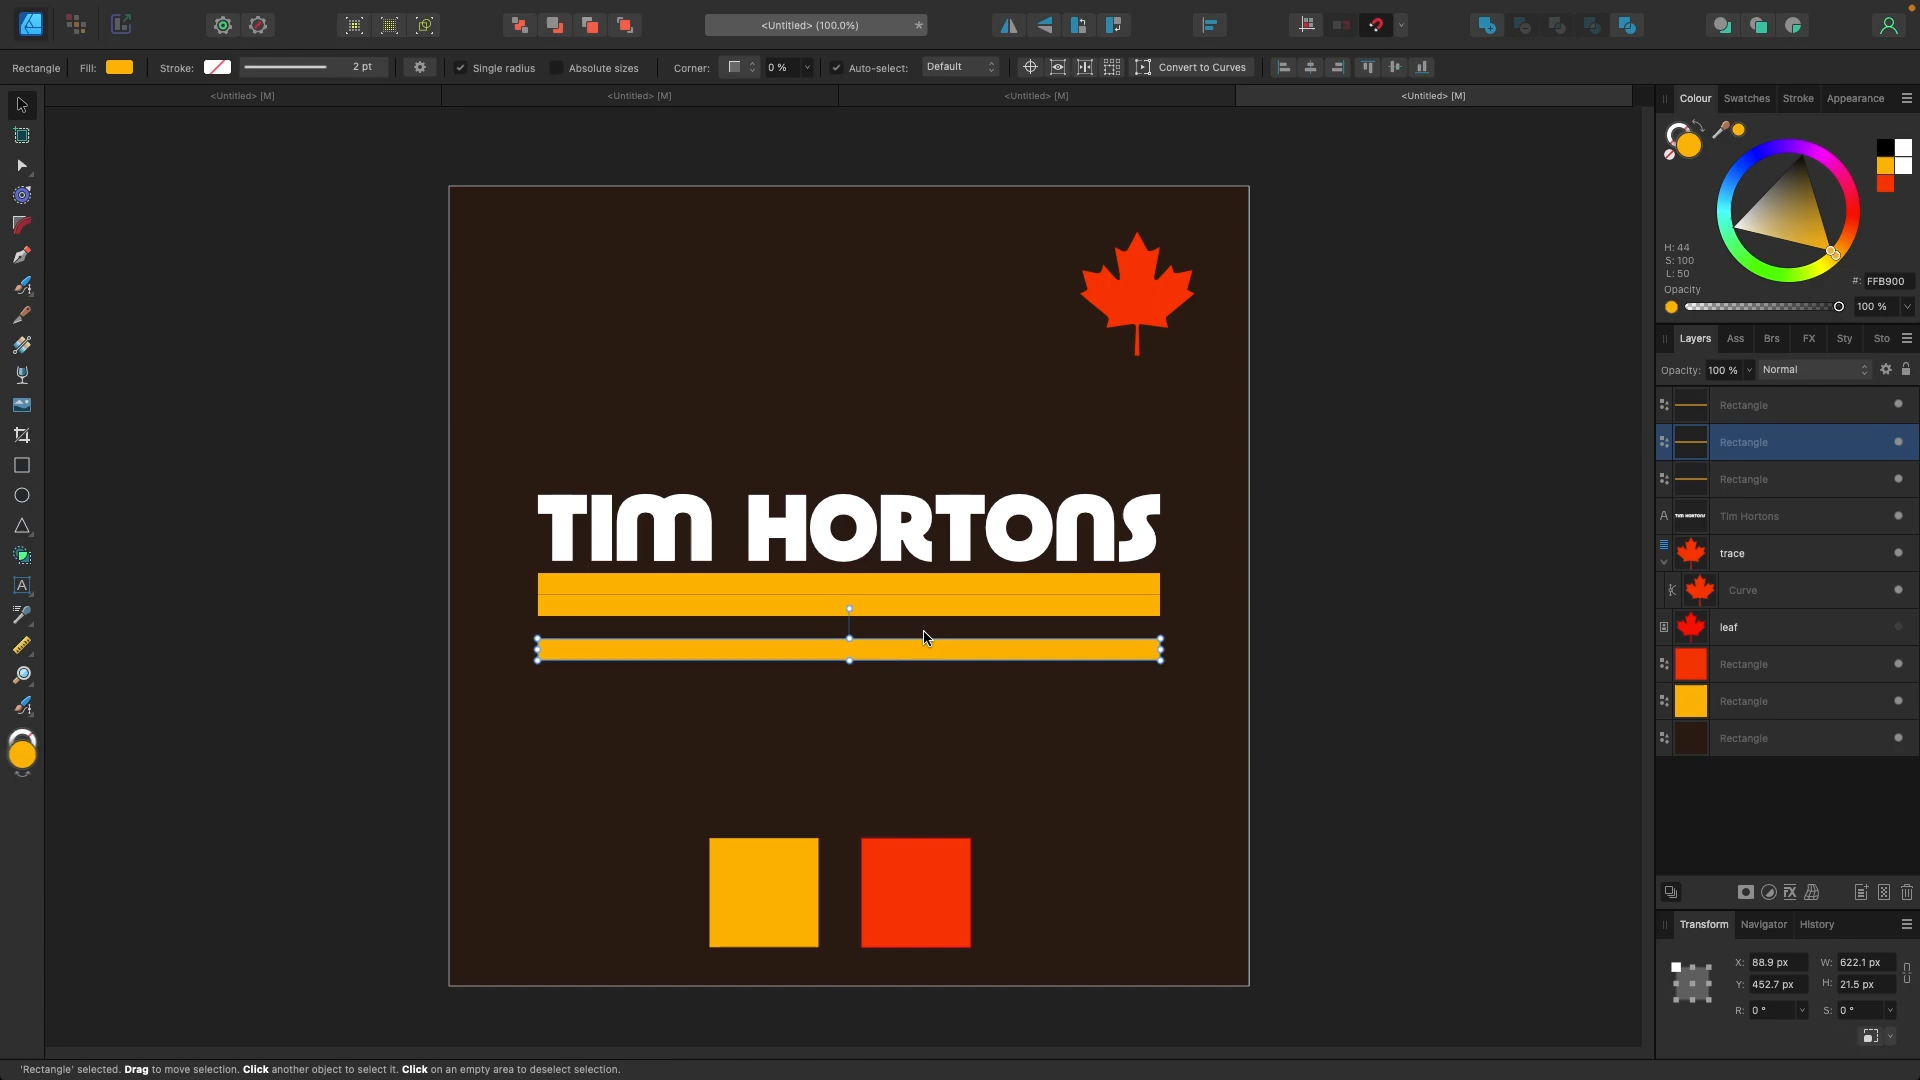 <Untitled> (100.0%)
*
Rectangle
Fill:
Stroke:
2 pt
Single radius
Absolute sizes
Corner:
0 %
Auto-select:
Default
Convert to Curves
<Untitled> [M]
<Untitled> [M]
<Untitled> [M]
<Untitled> [M]
Colour
Swatches
Stroke
Appearance
H: 44
S: 100
L: 50
#: FFB900
Opacity
100 %
Layers
Ass
Brs
FX
Sty
Sto
Opacity: 100 %
Normal
Rectangle
Rectangle
Rectangle
A TIM HORTONS Tim Hortons
trace
Curve
leaf
Rectangle
Rectangle
Rectangle
TIM HORTONS
A
Transform
Navigator
History
X: 88.9 px
W: 622.1 px
Y: 452.7 px
H: 21.5 px
R: 0 °
S: 0 °
'Rectangle' selected. Drag to move selection. Click another object to select it. Click on an empty area to deselect selection.